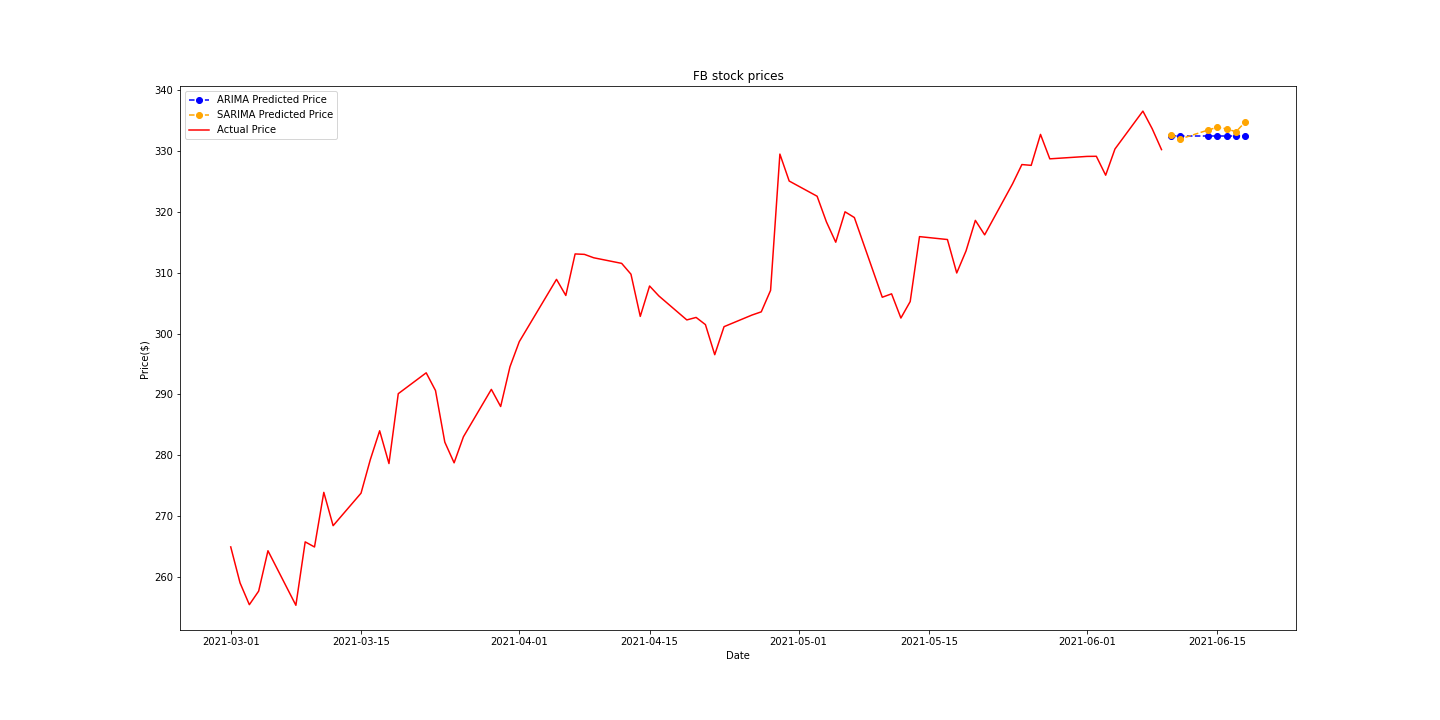 FB stock prices
ARIMA Predicted Price
SARIMA Predicted Price
Actual Price
340
330
320
310
300
290
280
270
260
Price($)
2021-03-01
2021-03-15
2021-04-01
2021-04-15
2021-05-01
2021-05-15
2021-06-01
2021-06-15
Date